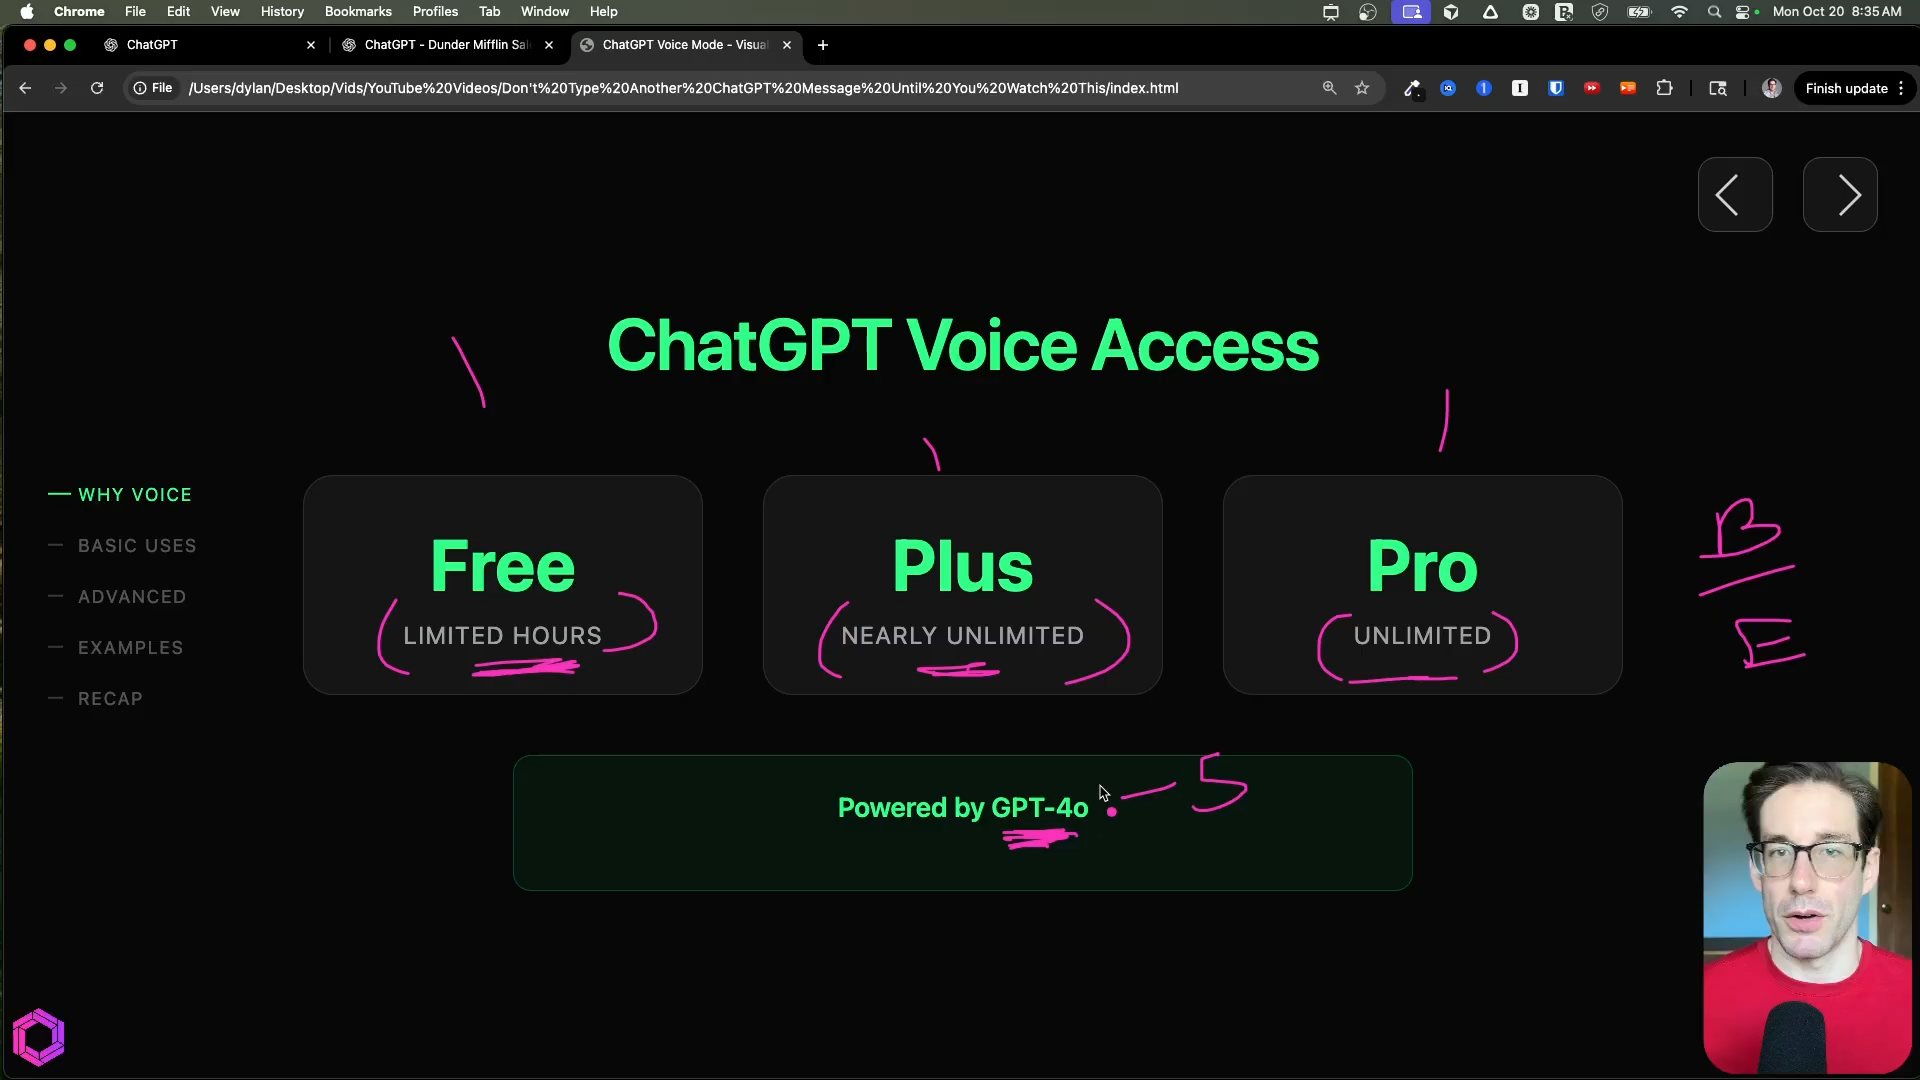 Chrome File Edit View History Bookmarks Profiles Tab Window Help Mon Oct 20 8:35 AM
ChatGPT ChatGPT - Dunder Mifflin Sal ChatGPT Voice Mode - Visual
File /Users/dylan/Desktop/Vids/YouTube%20Videos/Don't%20Type%20Another%20ChatGPT%20Message%20Until%20You%20Watch%20This/index.html Finish update
ChatGPT Voice Access
WHY VOICE
BASIC USES
ADVANCED
EXAMPLES
RECAP
Free
LIMITED HOURS
Plus
NEARLY UNLIMITED
Pro
UNLIMITED
B
E
Powered by GPT-4o
5